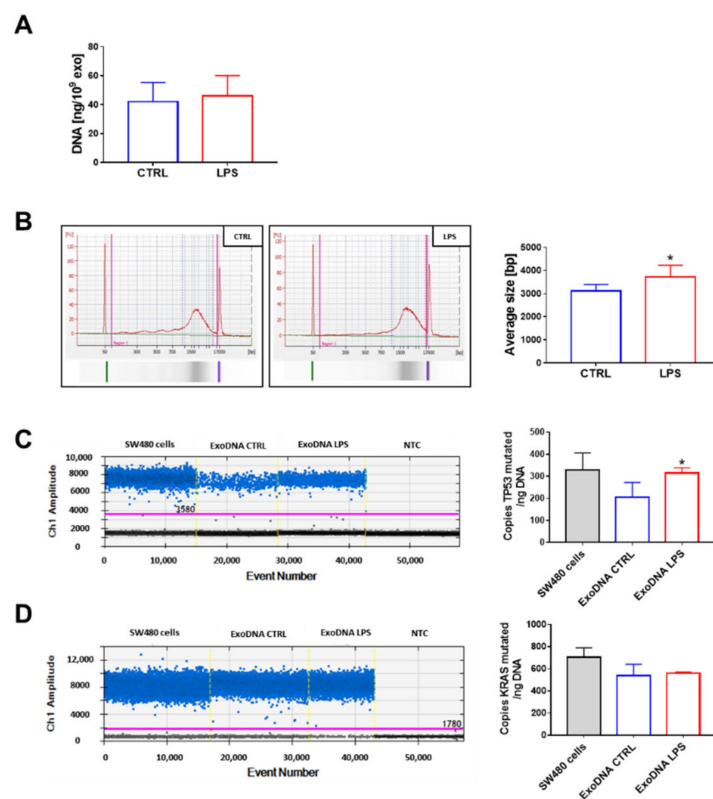 A
DNA [ng/10⁹ exo]
80
60
40
20
0
CTRL
LPS
B
CTRL
LPS
Average size [bp]
5000
4000
3000
2000
1000
0
*
CTRL
LPS
C
SW480 cells
ExoDNA CTRL
ExoDNA LPS
NTC
Ch1 Amplitude
10,000
8000
6000
4000
2000
0
3580
0
10,000
20,000
30,000
40,000
50,000
Event Number
Copies TP53 mutated
/ng DNA
500
400
300
200
100
0
*
SW480 cells
ExoDNA CTRL
ExoDNA LPS
D
SW480 cells
ExoDNA CTRL
ExoDNA LPS
NTC
Ch1 Amplitude
12,000
8000
4000
0
1780
0
10,000
20,000
30,000
40,000
50,000
Event Number
Copies KRAS mutated
/ng DNA
1000
800
600
400
200
0
SW480 cells
ExoDNA CTRL
ExoDNA LPS